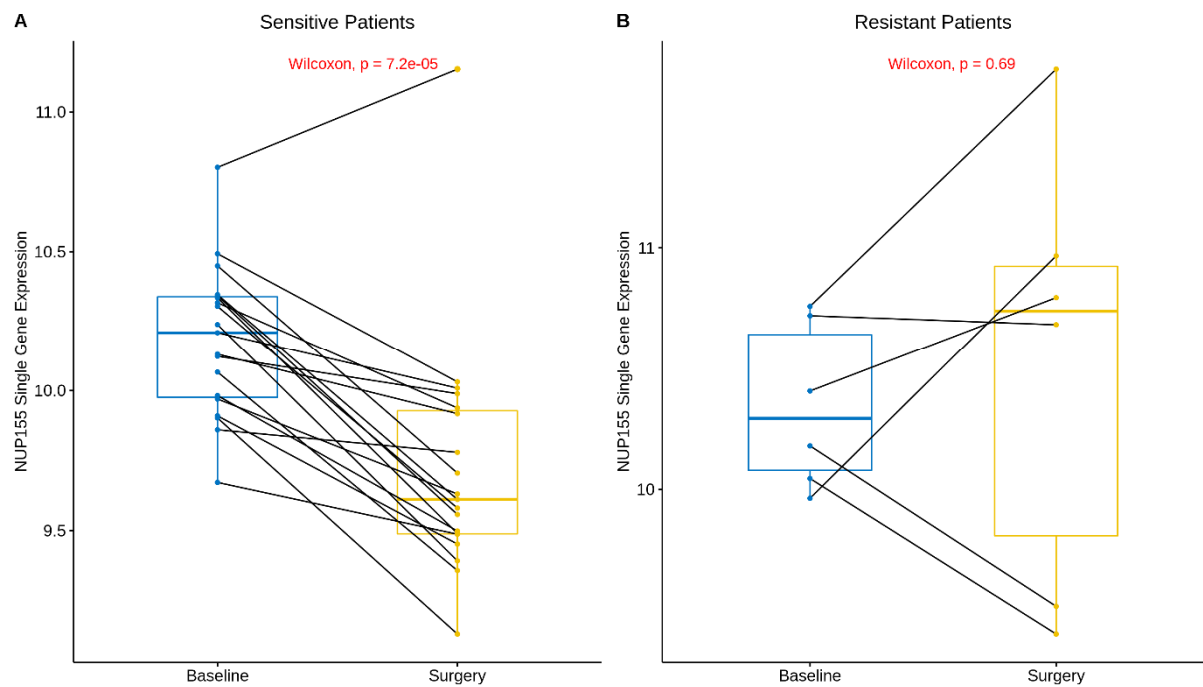 A
Sensitive Patients
Wilcoxon, p = 7.2e-05
NUP155 Single Gene Expression
11.0
10.5
10.0
9.5
Baseline
Surgery
B
Resistant Patients
Wilcoxon, p = 0.69
NUP155 Single Gene Expression
11
10
Baseline
Surgery